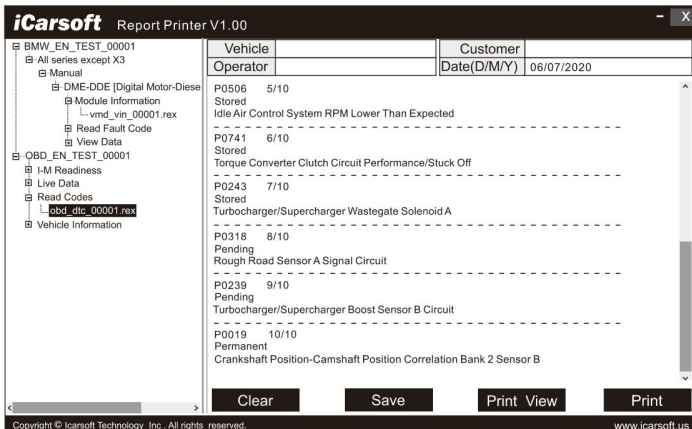 iCarsoft Report Printer V1.00
BMW_EN_TEST_00001
All series except X3
Manual
DME-DDE [Digital Motor-Diese
Module Information
vmd_vin_00001.rex
Read Fault Code
View Data
OBD_EN_TEST_00001
I-M Readiness
Live Data
Read Codes
obd_dtc_00001.rex
Vehicle Information
Vehicle Customer
Operator Date(D/M/Y) 06/07/2020
P0506 5/10
Stored
Idle Air Control System RPM Lower Than Expected
P0741 6/10
Stored
Torque Converter Clutch Circuit Performance/Stuck Off
P0243 7/10
Stored
Turbocharger/Supercharger Wastegate Solenoid A
P0318 8/10
Pending
Rough Road Sensor A Signal Circuit
P0239 9/10
Pending
Turbocharger/Supercharger Boost Sensor B Circuit
P0019 10/10
Permanent
Crankshaft Position-Camshaft Position Correlation Bank 2 Sensor B
Clear Save Print View Print
Copyright © Icarsoft Technology Inc . All rights reserved. www.icarsoft.us